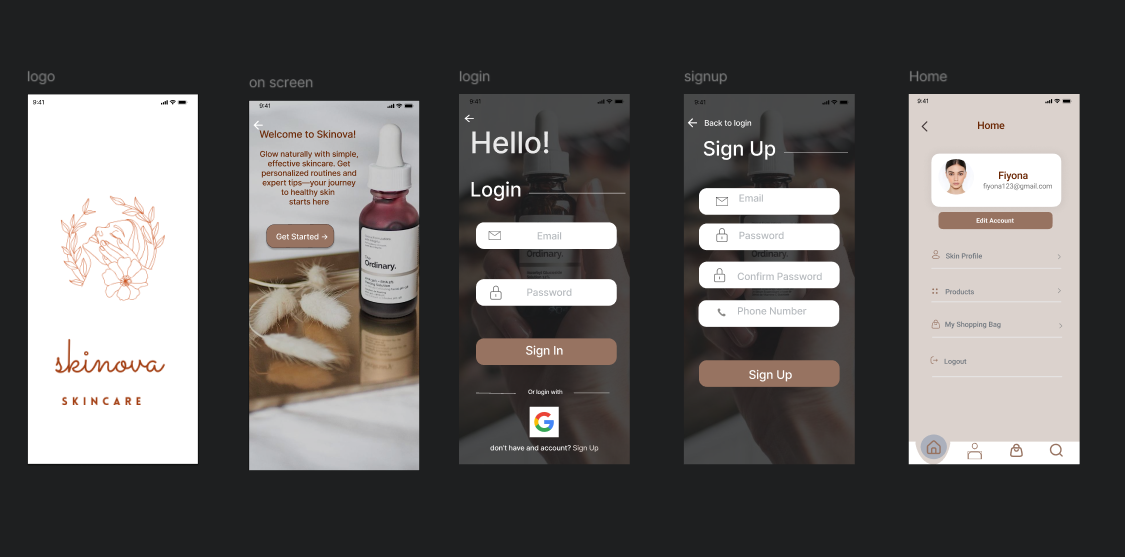 logo
9:41
skinova
SKINCARE
on screen
9:41
Welcome to Skinova!
Glow naturally with simple,
effective skincare. Get
personalized routines and
expert tips—your journey
to healthy skin
starts here
Get Started →
The
Ordinary.
login
9:41
Hello!
Login
Email
Password
Sign In
Or login with
G
don't have and account? Sign Up
signup
9:41
Back to login
Sign Up
Email
Password
Confirm Password
Phone Number
Sign Up
Home
9:41
Home
Fiyona
fiyona123@gmail.com
Edit Account
Skin Profile
Products
My Shopping Bag
Logout